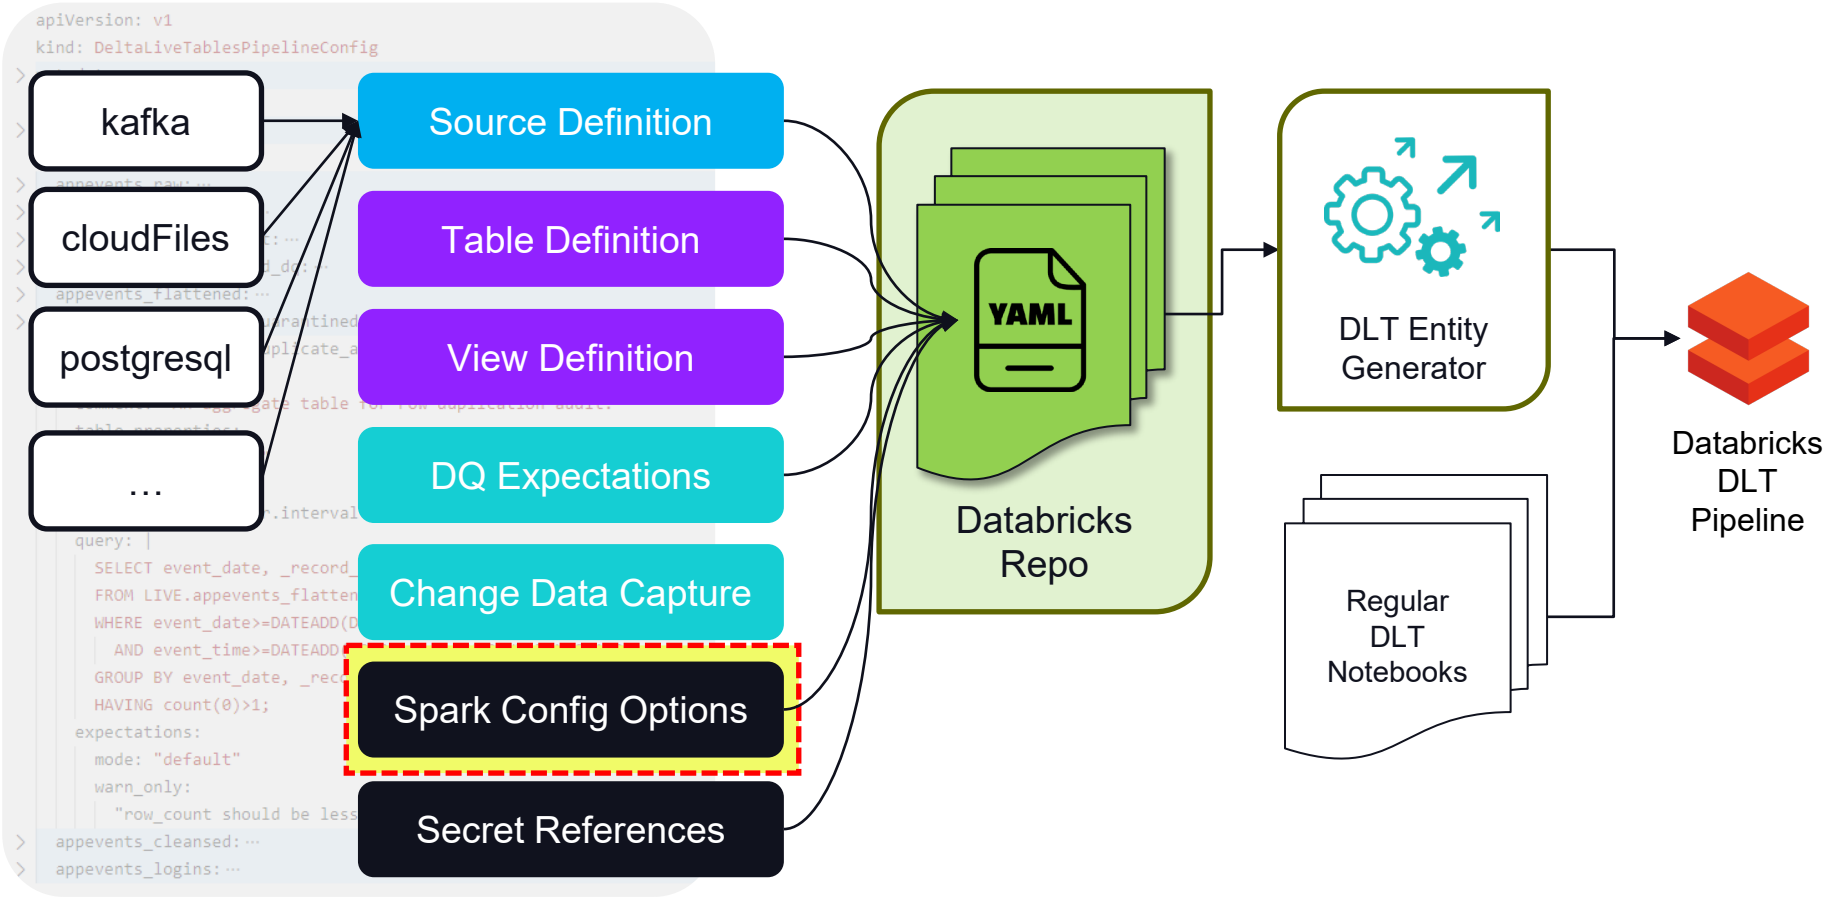 apiVersion: v1
kind: DeltaLiveTablesPipelineConfig
kafka
cloudFiles
postgresql
...
appevents_flattened: ...
query: |
SELECT event_date, _record_
FROM LIVE.appevents_flatten
WHERE event_date>=DATEADD(D
AND event_time>=DATEADD(
GROUP BY event_date, _rec
HAVING count(0)>1;
expectations:
mode: "default"
warn_only:
"row_count should be less
appevents_cleansed: ...
appevents_logins: ...
Source Definition
Table Definition
View Definition
DQ Expectations
Change Data Capture
Spark Config Options
Secret References
YAML
Databricks
Repo
DLT Entity
Generator
Regular
DLT
Notebooks
Databricks
DLT
Pipeline